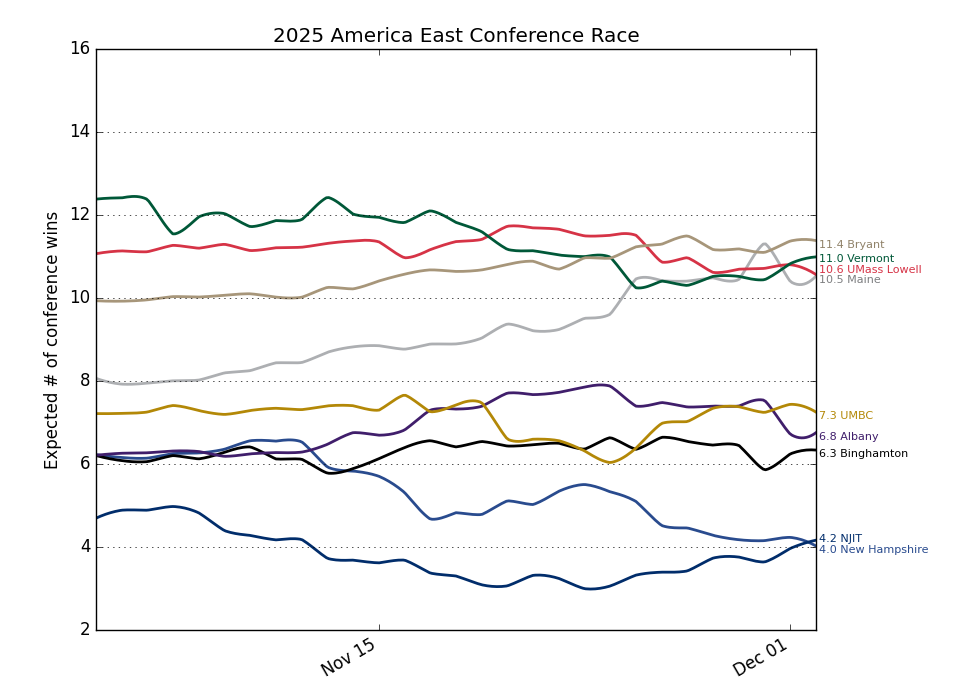 2025 America East Conference Race
Expected # of conference wins
16
14
12
10
8
6
4
2
Nov 15
Dec 01
11.4 Bryant
11.0 Vermont
10.6 UMass Lowell
10.5 Maine
7.3 UMBC
6.8 Albany
6.3 Binghamton
4.2 NJIT
4.0 New Hampshire